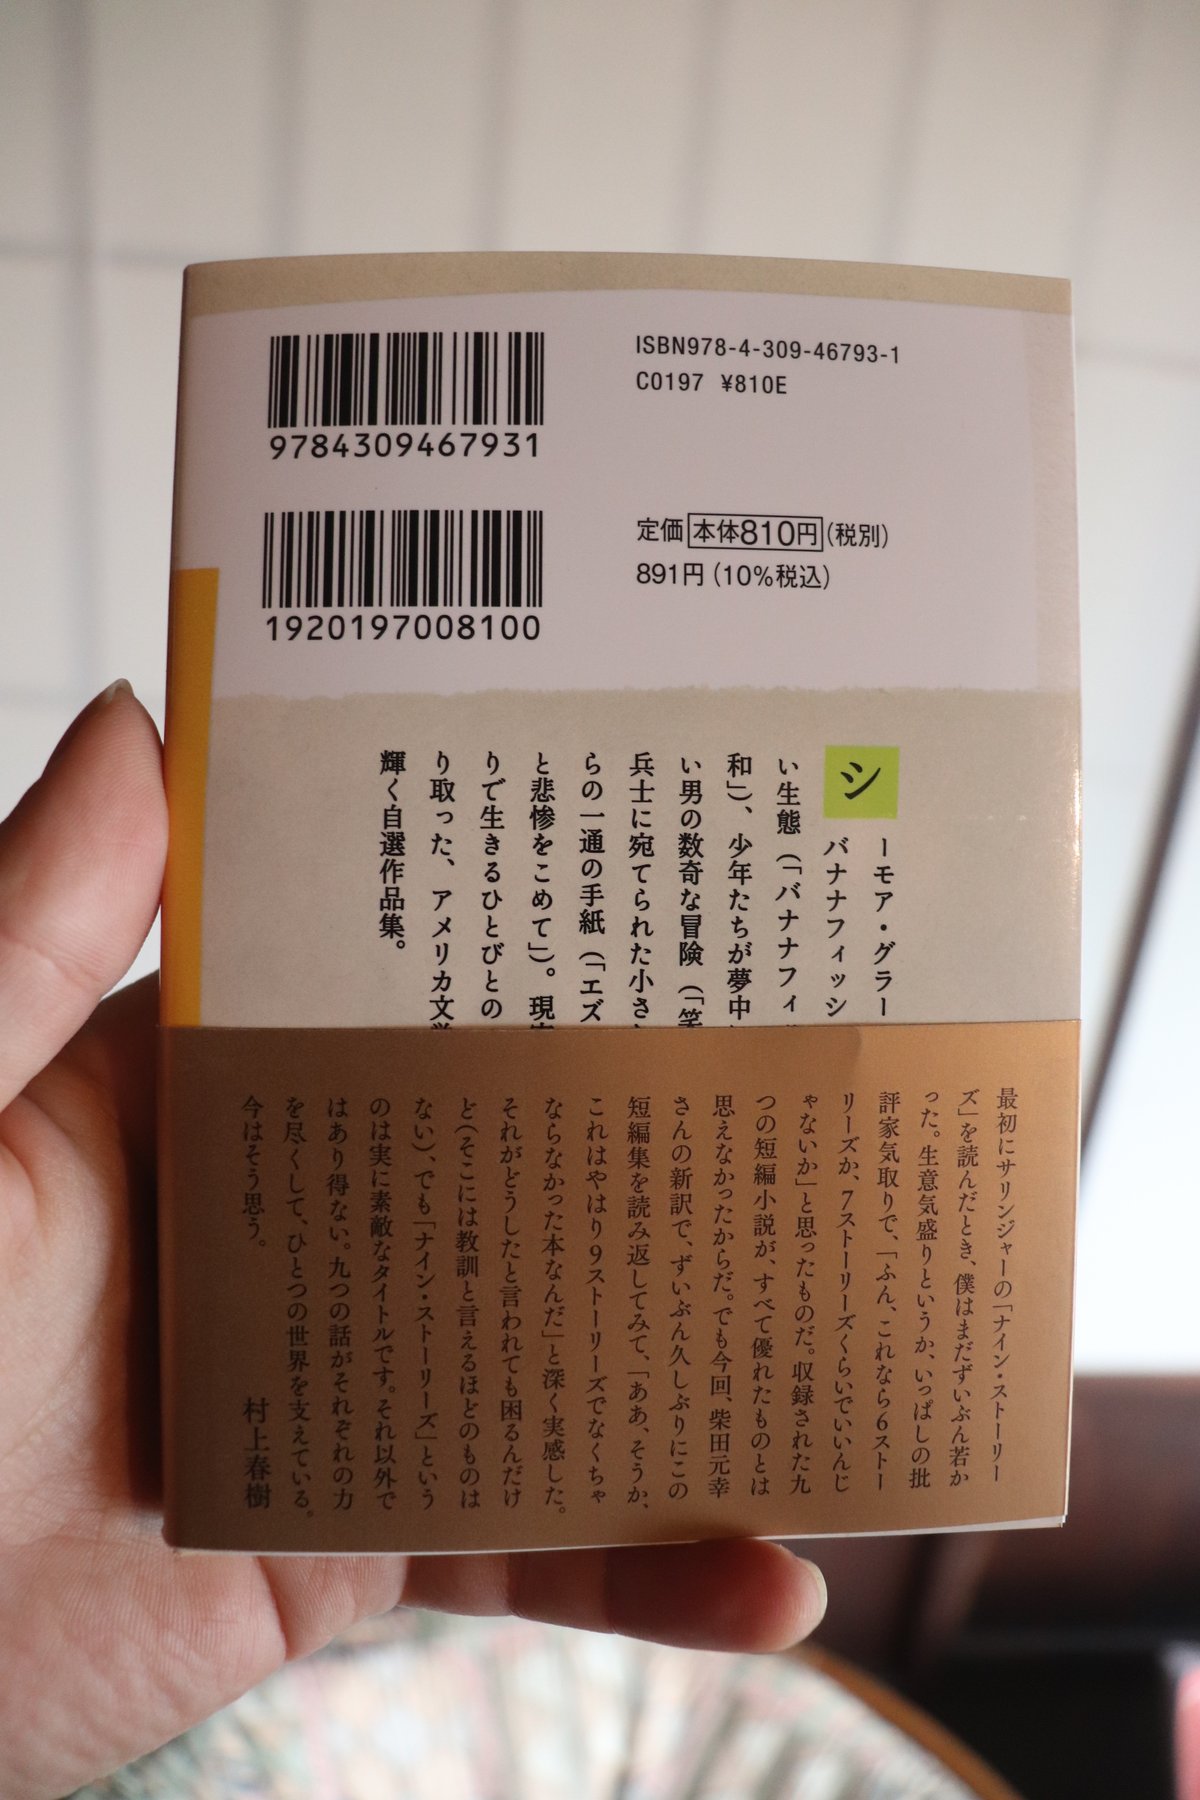 9784309467931
ISBN978-4-309-46793-1
C0197 ¥810E
1920197008100
定価 本体810円 (税別)
891円 (10%税込)
シーモア・グラー
バナナフィッシ
い生態（「バナナフィ
和」）、少年たちが夢中
い男の数奇な冒険（「笑
兵士に宛てられた小さ
らの一通の手紙（「エズ
と悲惨をこめて」）。現実
りで生きるひとびとの
り取った、アメリカ文学
輝く自選作品集。
最初にサリンジャーの「ナイン・ストーリー
ズ」を読んだとき、僕はまだずいぶん若か
った。生意気盛りというか、いっぱしの批
評家気取りで、「ふん、これなら6ストー
リーズか、7ストーリーズくらいでいいんじ
ゃないか」と思ったものだ。収録された九
つの短編小説が、すべて優れたものとは
思えなかったからだ。でも今回、柴田元幸
さんの新訳で、ずいぶん久しぶりにこの
短編集を読み返してみて、「ああ、そうか、
これはやはり9ストーリーズでなくちゃ
ならなかった本なんだ」と深く実感した。
それがどうしたと言われても困るんだけ
ど（そこには教訓と言えるほどのものは
ない）、でも「ナイン・ストーリーズ」という
のは実に素敵なタイトルです。それ以外で
はあり得ない。九つの話がそれぞれの力
を尽くして、ひとつの世界を支えている。
今はそう思う。
村上春樹